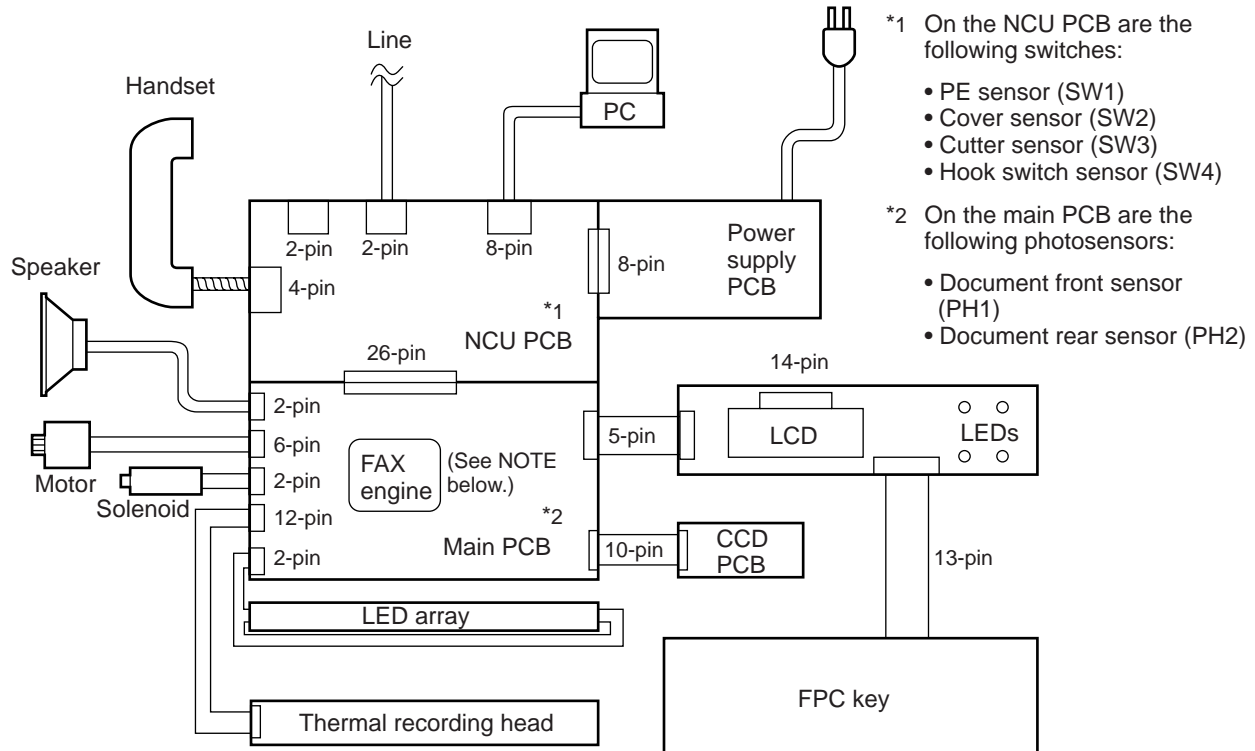 Line
Handset
PC
*1 On the NCU PCB are the
following switches:
• PE sensor (SW1)
• Cover sensor (SW2)
• Cutter sensor (SW3)
• Hook switch sensor (SW4)
*2 On the main PCB are the
following photosensors:
• Document front sensor
(PH1)
• Document rear sensor (PH2)
2-pin
2-pin
8-pin
8-pin
Power
supply
PCB
Speaker
4-pin
*1
NCU PCB
26-pin
14-pin
2-pin
6-pin
2-pin
12-pin
2-pin
Motor
Solenoid
FAX
engine
(See NOTE
below.)
*2
Main PCB
5-pin
LCD
LEDs
10-pin
CCD
PCB
13-pin
LED array
Thermal recording head
FPC key